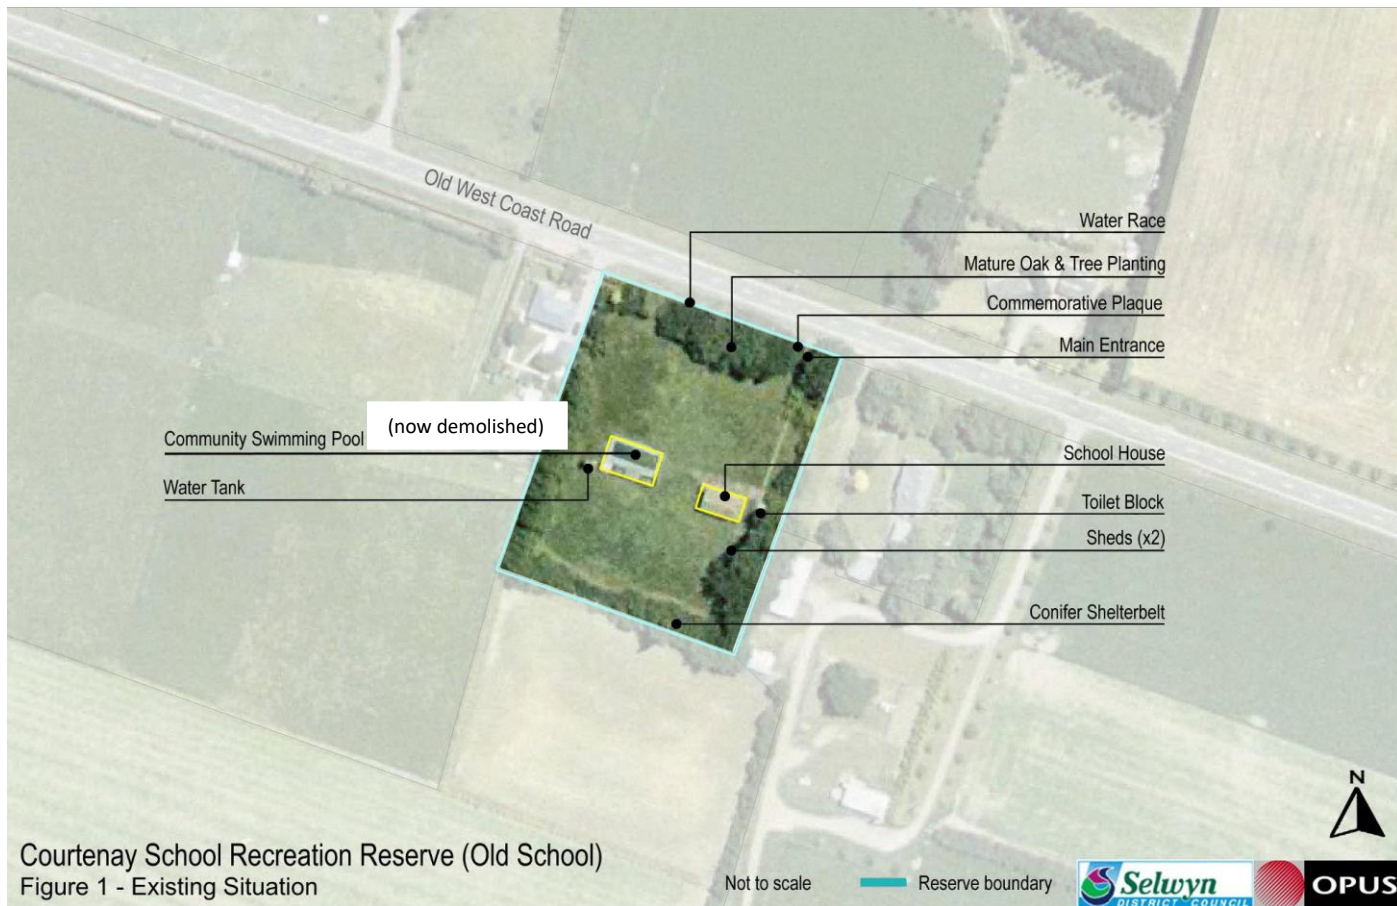 Old West Coast Road
Water Race
Mature Oak & Tree Planting
Commemorative Plaque
Main Entrance
(now demolished)
Community Swimming Pool
School House
Water Tank
Toilet Block
Sheds (x2)
Conifer Shelterbelt
N
Courtenay School Recreation Reserve (Old School)
Figure 1 - Existing Situation
Not to scale
Reserve boundary
Selwyn
DISTRICT COUNCIL
OPUS